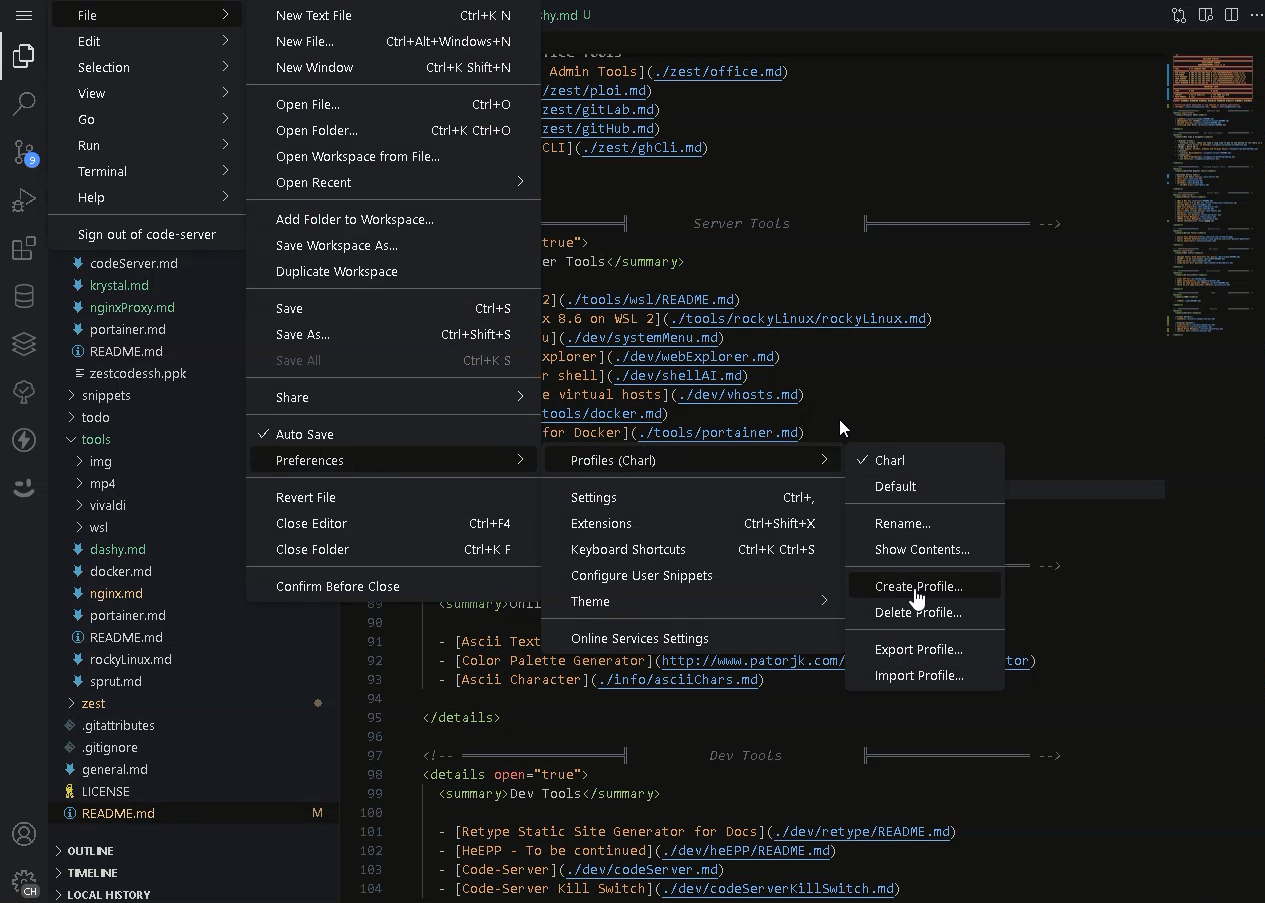 File
Edit
Selection
View
Go
Run
Terminal
Help
Sign out of code-server
9
codeServer.md
krystal.md
nginxProxy.md
portainer.md
README.md
zestcodessh.ppk
snippets
todo
tools
img
mp4
vivaldi
wsl
dashy.md
docker.md
nginx.md
portainer.md
README.md
rockyLinux.md
sprut.md
zest
.gitattributes
.gitignore
general.md
LICENSE
README.md M
OUTLINE
TIMELINE
LOCAL HISTORY
CH
New Text File Ctrl+K N
New File... Ctrl+Alt+Windows+N
New Window Ctrl+K Shift+N
Open File... Ctrl+O
Open Folder... Ctrl+K Ctrl+O
Open Workspace from File...
Open Recent
Add Folder to Workspace...
Save Workspace As...
Duplicate Workspace
Save Ctrl+S
Save As... Ctrl+Shift+S
Save All Ctrl+K S
Share
Auto Save
Preferences
Revert File
Close Editor Ctrl+F4
Close Folder Ctrl+K F
Confirm Before Close
Profiles (Charl)
Settings Ctrl+,
Extensions Ctrl+Shift+X
Keyboard Shortcuts Ctrl+K Ctrl+S
Configure User Snippets
Theme
Online Services Settings
Charl
Default
Rename...
Show Contents...
Create Profile...
Delete Profile...
Export Profile...
Import Profile...
hy.md U
Admin Tools](./zest/office.md)
/zest/ploi.md)
zest/gitLab.md)
zest/gitHub.md)
CLI](./zest/ghCli.md)
Server Tools -->
true">
er Tools</summary>
2](./tools/wsl/README.md)
x 8.6 on WSL 2](./tools/rockyLinux/rockyLinux.md)
u](./dev/systemMenu.md)
xplorer](./dev/webExplorer.md)
r shell](./dev/shellAI.md)
e virtual hosts](./dev/vhosts.md)
tools/docker.md)
for Docker](./tools/portainer.md)
-->
89 <summary>Onli
90
91 - [Ascii Text
92 - [Color Palette Generator](http://www.patorjk.com/ tor)
93 - [Ascii Character](./info/asciiChars.md)
94
95 </details>
96
97 <!-- Dev Tools -->
98 <details open="true">
99 <summary>Dev Tools</summary>
100
101 - [Retype Static Site Generator for Docs](./dev/retype/README.md)
102 - [HeEPP - To be continued](./dev/heEPP/README.md)
103 - [Code-Server](./dev/codeServer.md)
104 - [Code-Server Kill Switch](./dev/codeServerKillSwitch.md)